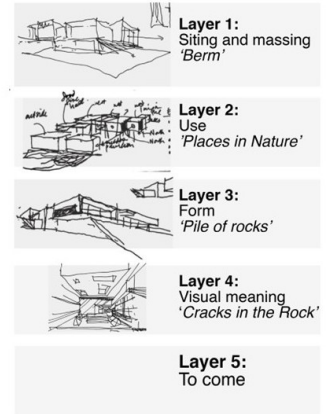 Layer 1:
Siting and massing
'Berm'
Layer 2:
Use
'Places in Nature'
Layer 3:
Form
'Pile of rocks'
Layer 4:
Visual meaning
'Cracks in the Rock'
Layer 5:
To come